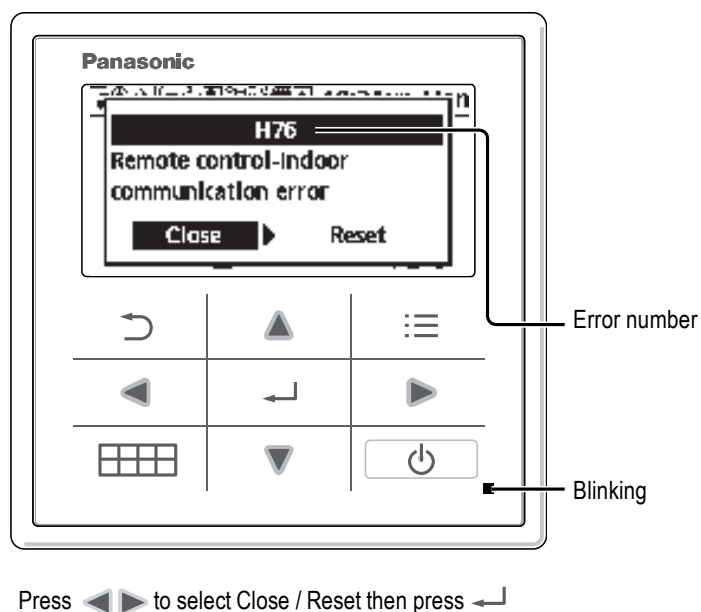 Panasonic
H76
Remote control-Indoor
communication error
Close Reset
Error number
Blinking
Press to select Close / Reset then press